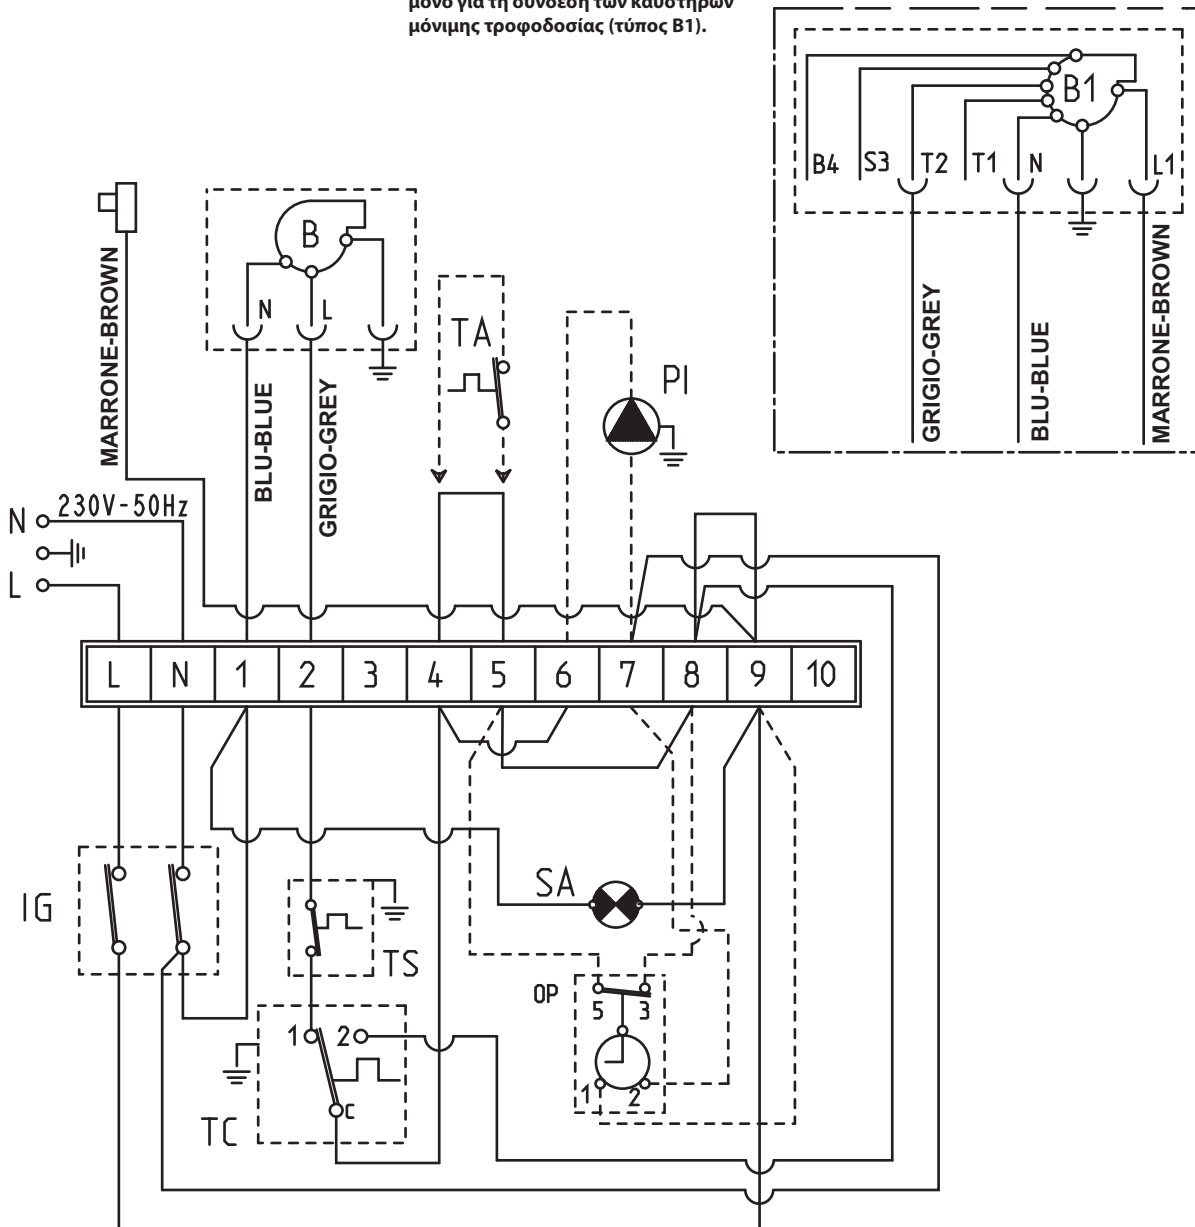 μόνο για τη σύνδεση των καυστήρων
μόνιμης τροφοδοσίας (τύπος B1).
B1
B4 S3 T2 T1 N L1
GRIGIO-GREY
BLU-BLUE
MARRONE-BROWN
MARRONE-BROWN
B
N L
BLU-BLUE
GRIGIO-GREY
TA
PI
N 230V-50Hz
L
L N 1 2 3 4 5 6 7 8 9 10
IG
TS
SA
OP
5 3
1 2
1 2
C
TC